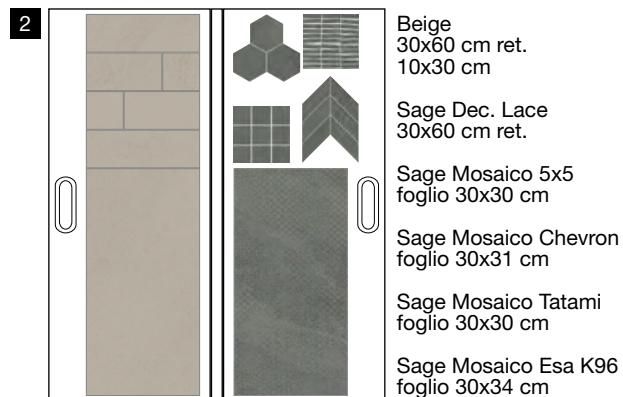 2
Beige
30x60 cm ret.
10x30 cm
Sage Dec. Lace
30x60 cm ret.
Sage Mosaico 5x5
foglio 30x30 cm
Sage Mosaico Chevron
foglio 30x31 cm
Sage Mosaico Tatami
foglio 30x30 cm
Sage Mosaico Esa K96
foglio 30x34 cm